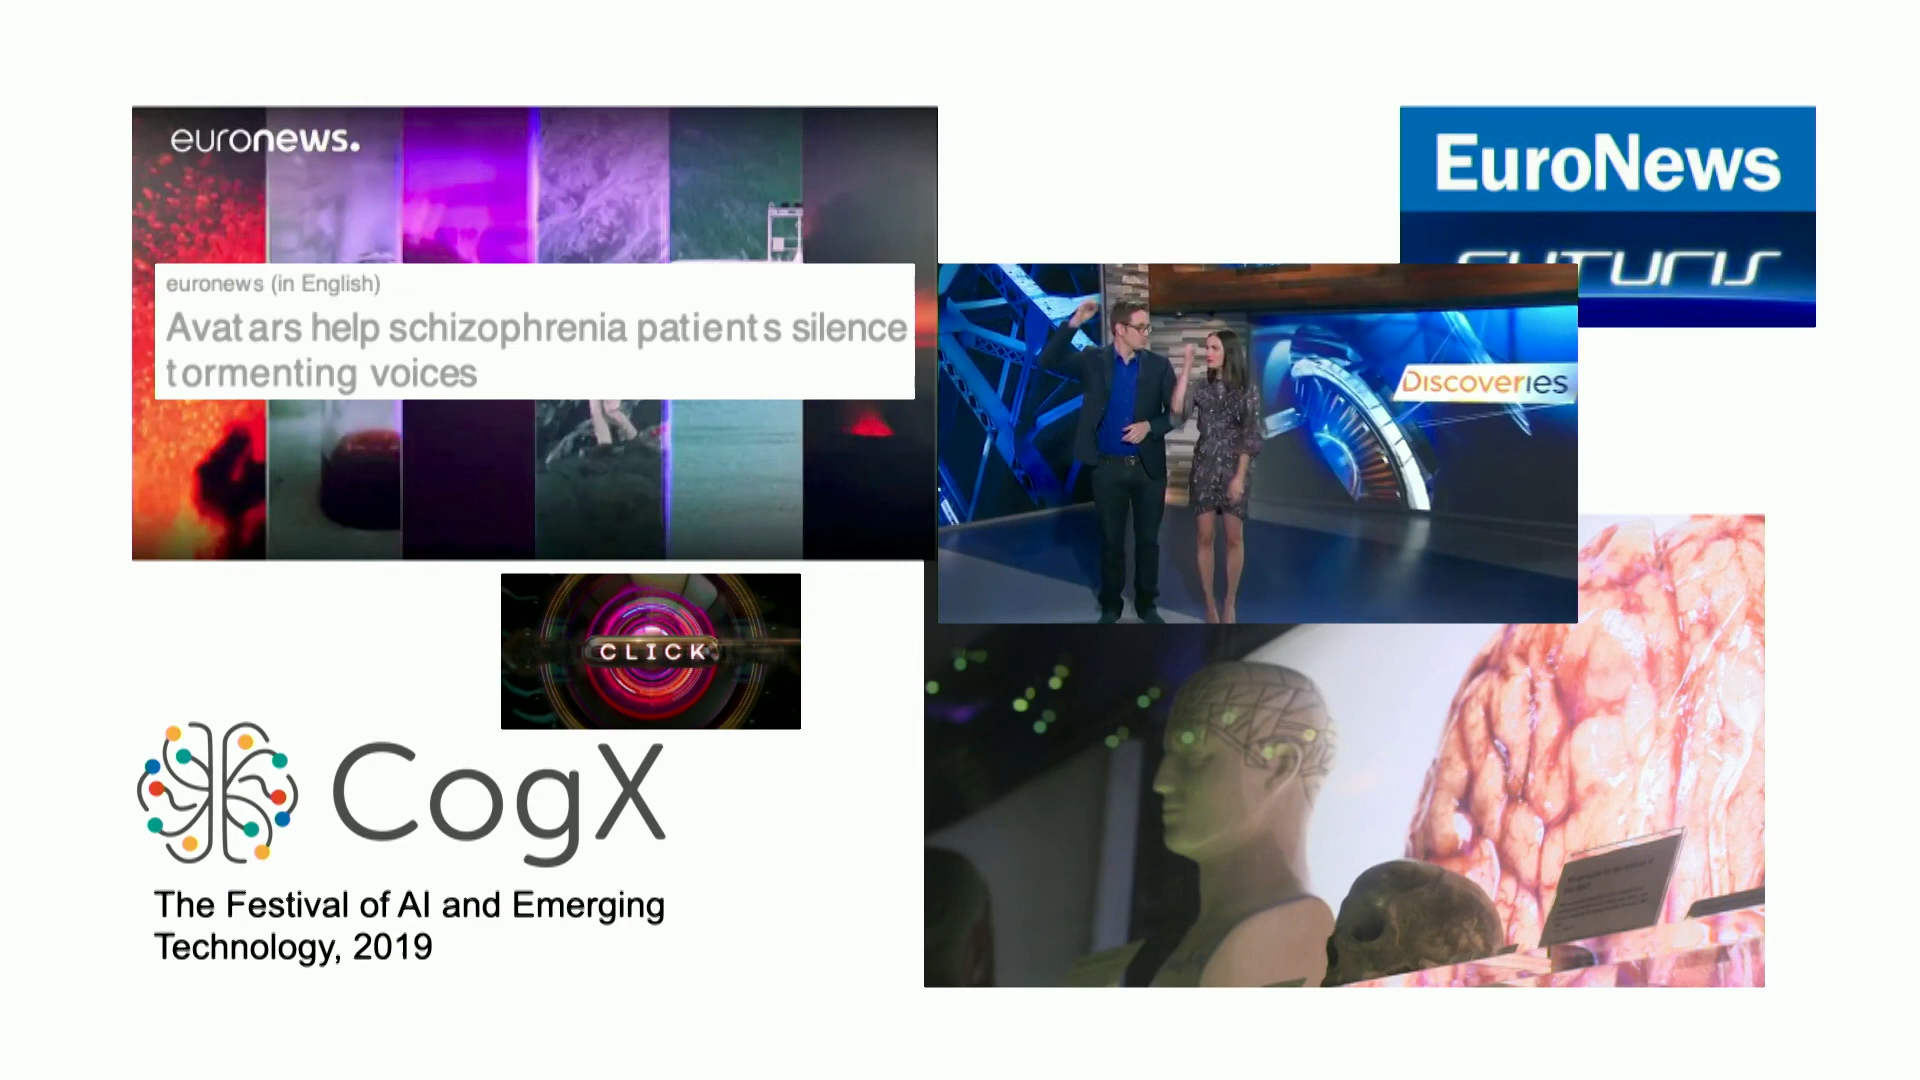 euronews.
euronews (in English)
Avatars help schizophrenia patients silence
tormenting voices
EuroNews
FUTURIS
DISCOVERIES
CLICK
CogX
The Festival of AI and Emerging
Technology, 2019